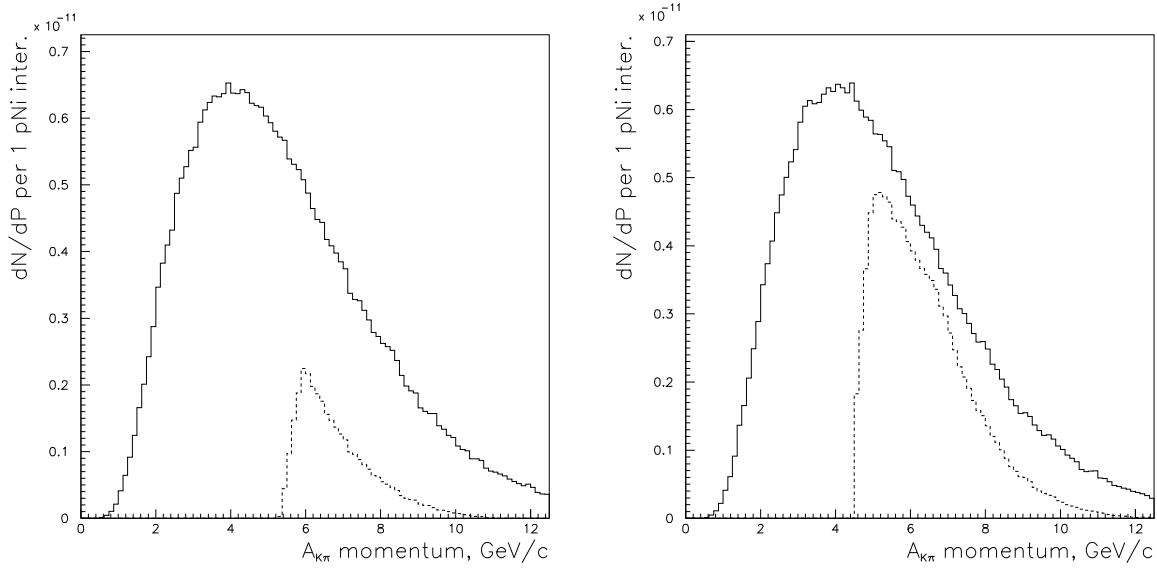 x 10⁻¹¹
dN/dP per 1 pNi inter.
0.7
0.6
0.5
0.4
0.3
0.2
0.1
0
0 2 4 6 8 10 12
A_Kπ momentum, GeV/c
x 10⁻¹¹
dN/dP per 1 pNi inter.
0.7
0.6
0.5
0.4
0.3
0.2
0.1
0
0 2 4 6 8 10 12
A_Kπ momentum, GeV/c